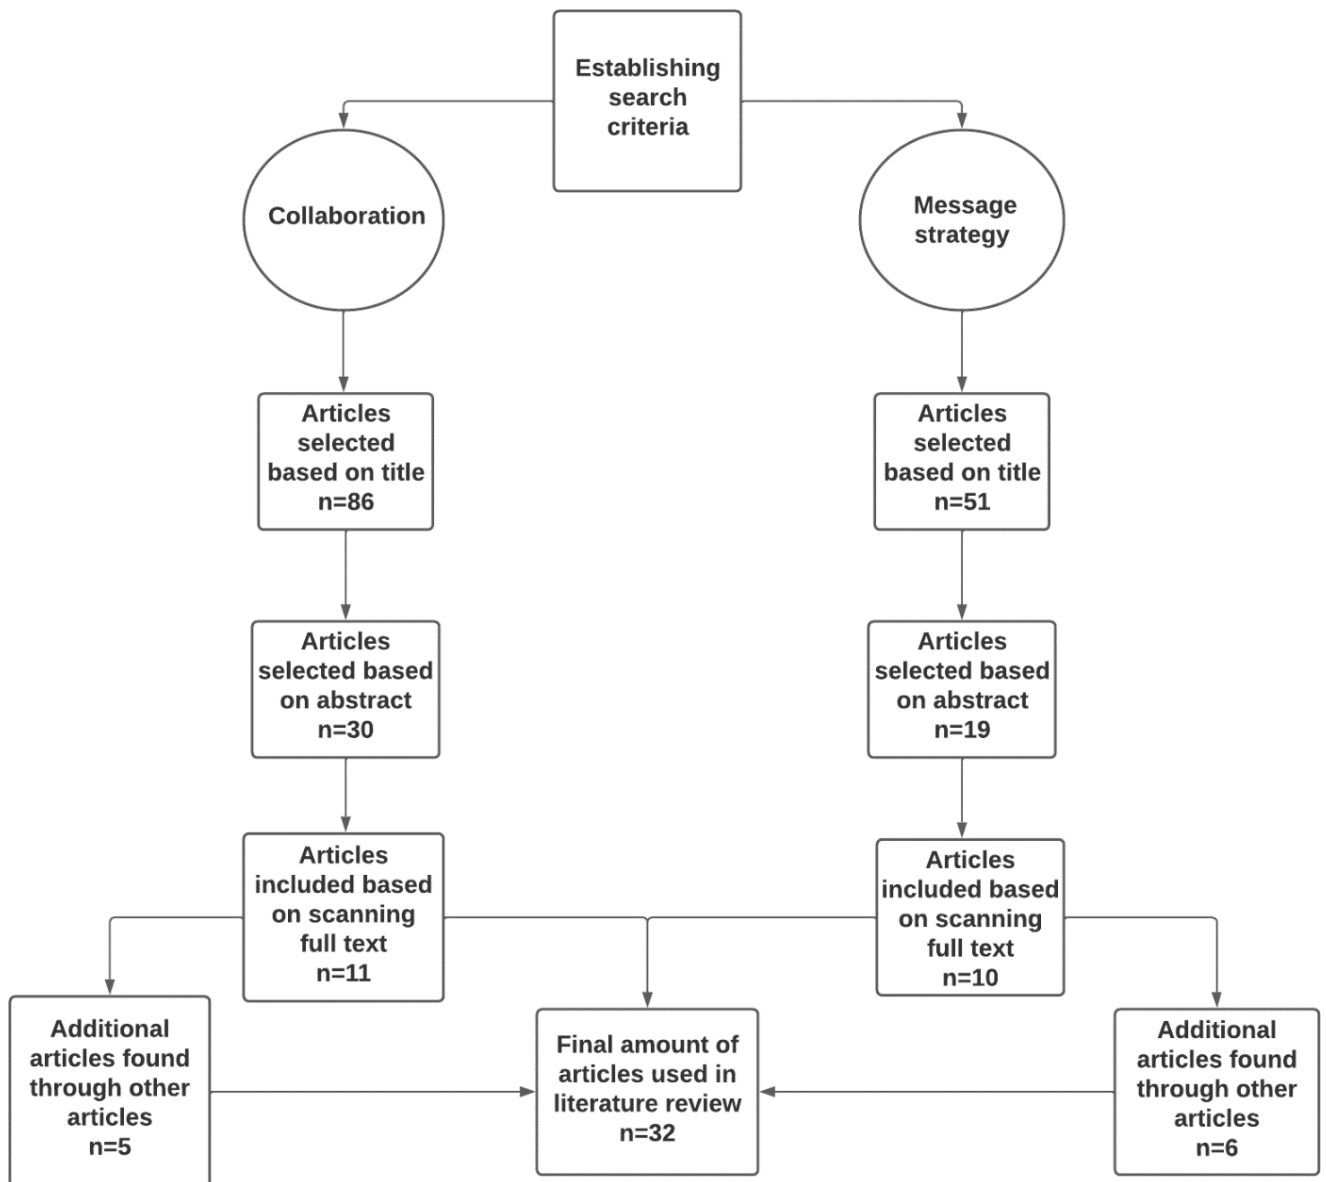 Establishing
search
criteria
Collaboration
Message
strategy
Articles
selected
based on title
n=86
Articles
selected
based on title
n=51
Articles
selected based
on abstract
n=30
Articles
selected based
on abstract
n=19
Articles
included based
on scanning
full text
n=11
Articles
included based
on scanning
full text
n=10
Additional
articles found
through other
articles
n=5
Final amount of
articles used in
literature review
n=32
Additional
articles found
through other
articles
n=6